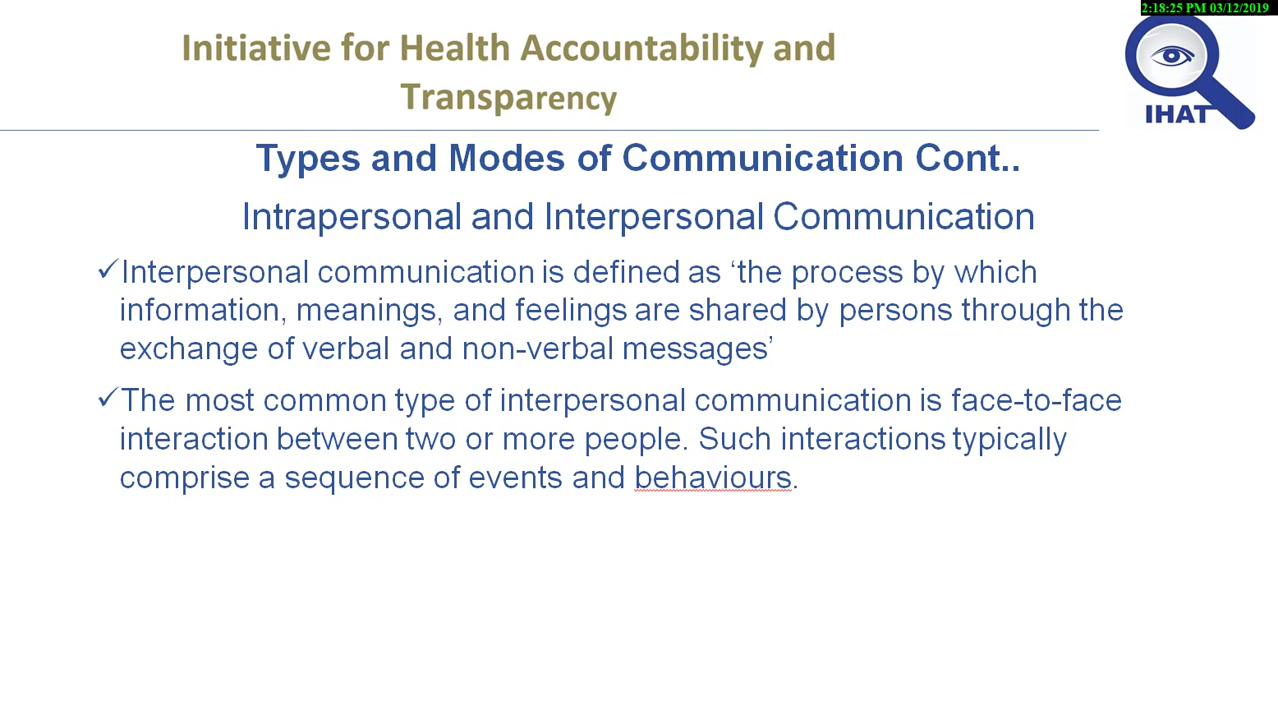 2:18:25 PM 03/12/2019
Initiative for Health Accountability and
Transparency
IHAT
Types and Modes of Communication Cont..
Intrapersonal and Interpersonal Communication
✓Interpersonal communication is defined as ‘the process by which
information, meanings, and feelings are shared by persons through the
exchange of verbal and non-verbal messages’
✓The most common type of interpersonal communication is face-to-face
interaction between two or more people. Such interactions typically
comprise a sequence of events and behaviours.